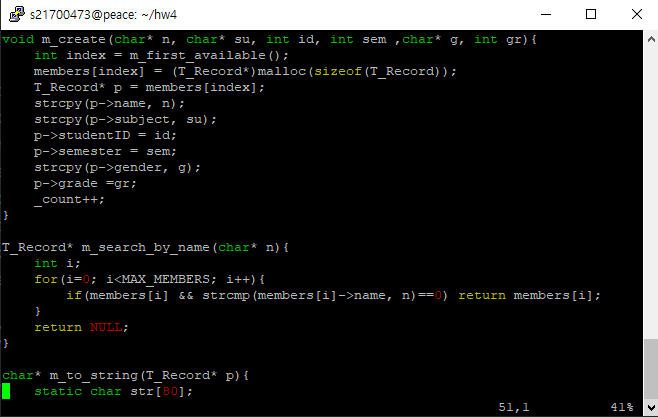 s21700473@peace: ~/hw4
void m_create(char* n, char* su, int id, int sem ,char* g, int gr){
    int index = m_first_available();
    members[index] = (T_Record*)malloc(sizeof(T_Record));
    T_Record* p = members[index];
    strcpy(p->name, n);
    strcpy(p->subject, su);
    p->studentID = id;
    p->semester = sem;
    strcpy(p->gender, g);
    p->grade =gr;
    _count++;
}

T_Record* m_search_by_name(char* n){
    int i;
    for(i=0; i<MAX_MEMBERS; i++){
        if(members[i] && strcmp(members[i]->name, n)==0) return members[i];
    }
    return NULL;
}

char* m_to_string(T_Record* p){
    static char str[80];
51,1 41%